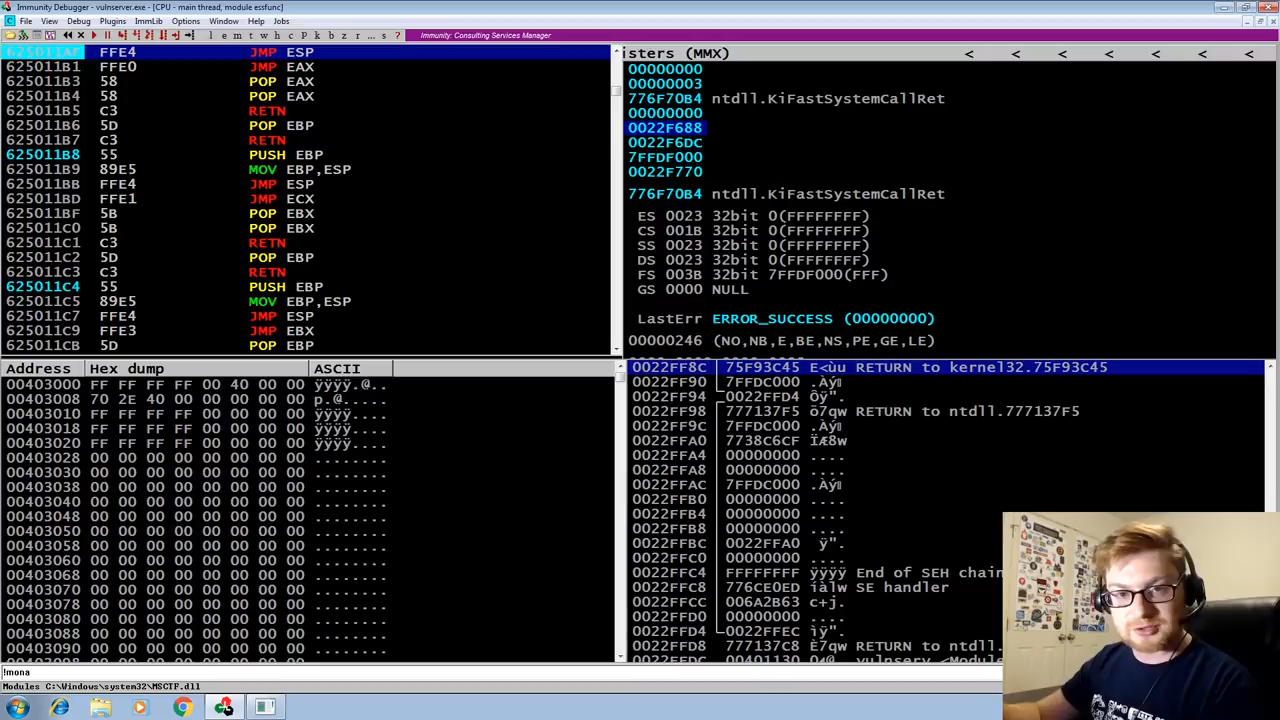 Immunity Debugger - vulnserver.exe - [CPU - main thread, module essfunc]
C File View Debug Plugins ImmLib Options Window Help Jobs
l e m t w h c P k b z r ... s ? Immunity: Consulting Services Manager
625011AF FFE4 JMP ESP
625011B1 FFE0 JMP EAX
625011B3 58 POP EAX
625011B4 58 POP EAX
625011B5 C3 RETN
625011B6 5D POP EBP
625011B7 C3 RETN
625011B8 55 PUSH EBP
625011B9 89E5 MOV EBP,ESP
625011BB FFE4 JMP ESP
625011BD FFE1 JMP ECX
625011BF 5B POP EBX
625011C0 5B POP EBX
625011C1 C3 RETN
625011C2 5D POP EBP
625011C3 C3 RETN
625011C4 55 PUSH EBP
625011C5 89E5 MOV EBP,ESP
625011C7 FFE4 JMP ESP
625011C9 FFE3 JMP EBX
625011CB 5D POP EBP
isters (MMX) < < < < < < <
00000000
00000003
776F70B4 ntdll.KiFastSystemCallRet
00000000
0022F688
0022F6DC
7FFDF000
0022F770
776F70B4 ntdll.KiFastSystemCallRet
ES 0023 32bit 0(FFFFFFFF)
CS 001B 32bit 0(FFFFFFFF)
SS 0023 32bit 0(FFFFFFFF)
DS 0023 32bit 0(FFFFFFFF)
FS 003B 32bit 7FFDF000(FFF)
GS 0000 NULL
LastErr ERROR_SUCCESS (00000000)
00000246 (NO,NB,E,BE,NS,PE,GE,LE)
Address Hex dump ASCII
00403000 FF FF FF FF 00 40 00 00 ÿÿÿÿ.@..
00403008 70 2E 40 00 00 00 00 00 p.@.....
00403010 FF FF FF FF 00 00 00 00 ÿÿÿÿ....
00403018 FF FF FF FF 00 00 00 00 ÿÿÿÿ....
00403020 FF FF FF FF 00 00 00 00 ÿÿÿÿ....
00403028 00 00 00 00 00 00 00 00 ........
00403030 00 00 00 00 00 00 00 00 ........
00403038 00 00 00 00 00 00 00 00 ........
00403040 00 00 00 00 00 00 00 00 ........
00403048 00 00 00 00 00 00 00 00 ........
00403050 00 00 00 00 00 00 00 00 ........
00403058 00 00 00 00 00 00 00 00 ........
00403060 00 00 00 00 00 00 00 00 ........
00403068 00 00 00 00 00 00 00 00 ........
00403070 00 00 00 00 00 00 00 00 ........
00403078 00 00 00 00 00 00 00 00 ........
00403080 00 00 00 00 00 00 00 00 ........
00403088 00 00 00 00 00 00 00 00 ........
00403090 00 00 00 00 00 00 00 00 ........
0022FF8C 75F93C45 E<ùu RETURN to kernel32.75F93C45
0022FF90 7FFDC000
0022FF94 0022FFD4 Ôÿ".
0022FF98 777137F5 õ7qw RETURN to ntdll.777137F5
0022FF9C 7FFDC000
0022FFA0 7738C6CF ÏÆ8w
0022FFA4 00000000 ....
0022FFA8 00000000 ....
0022FFAC 7FFDC000
0022FFB0 00000000 ....
0022FFB4 00000000 ....
0022FFB8 00000000 ....
0022FFBC 0022FFA0 ÿ".
0022FFC0 00000000 ....
0022FFC4 FFFFFFFF ÿÿÿÿ End of SEH chain
0022FFC8 776CE0ED íàlw SE handler
0022FFCC 006A2B63 c+j.
0022FFD0 00000000 ....
0022FFD4 0022FFEC ìÿ".
0022FFD8 777137C8 È7qw RETURN to ntdll.
!mona
Modules C:\Windows\system32\MSCTF.dll